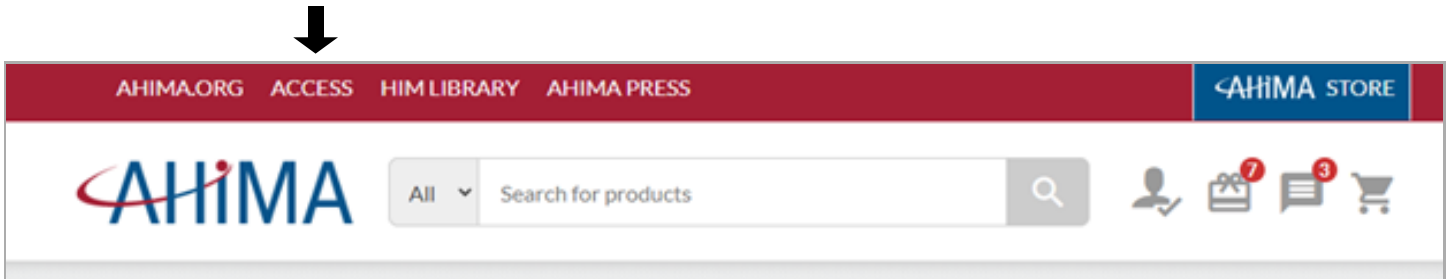 AHIMA.ORG ACCESS HIM LIBRARY AHIMA PRESS AHiMA STORE
AHiMA All Search for products 7 3